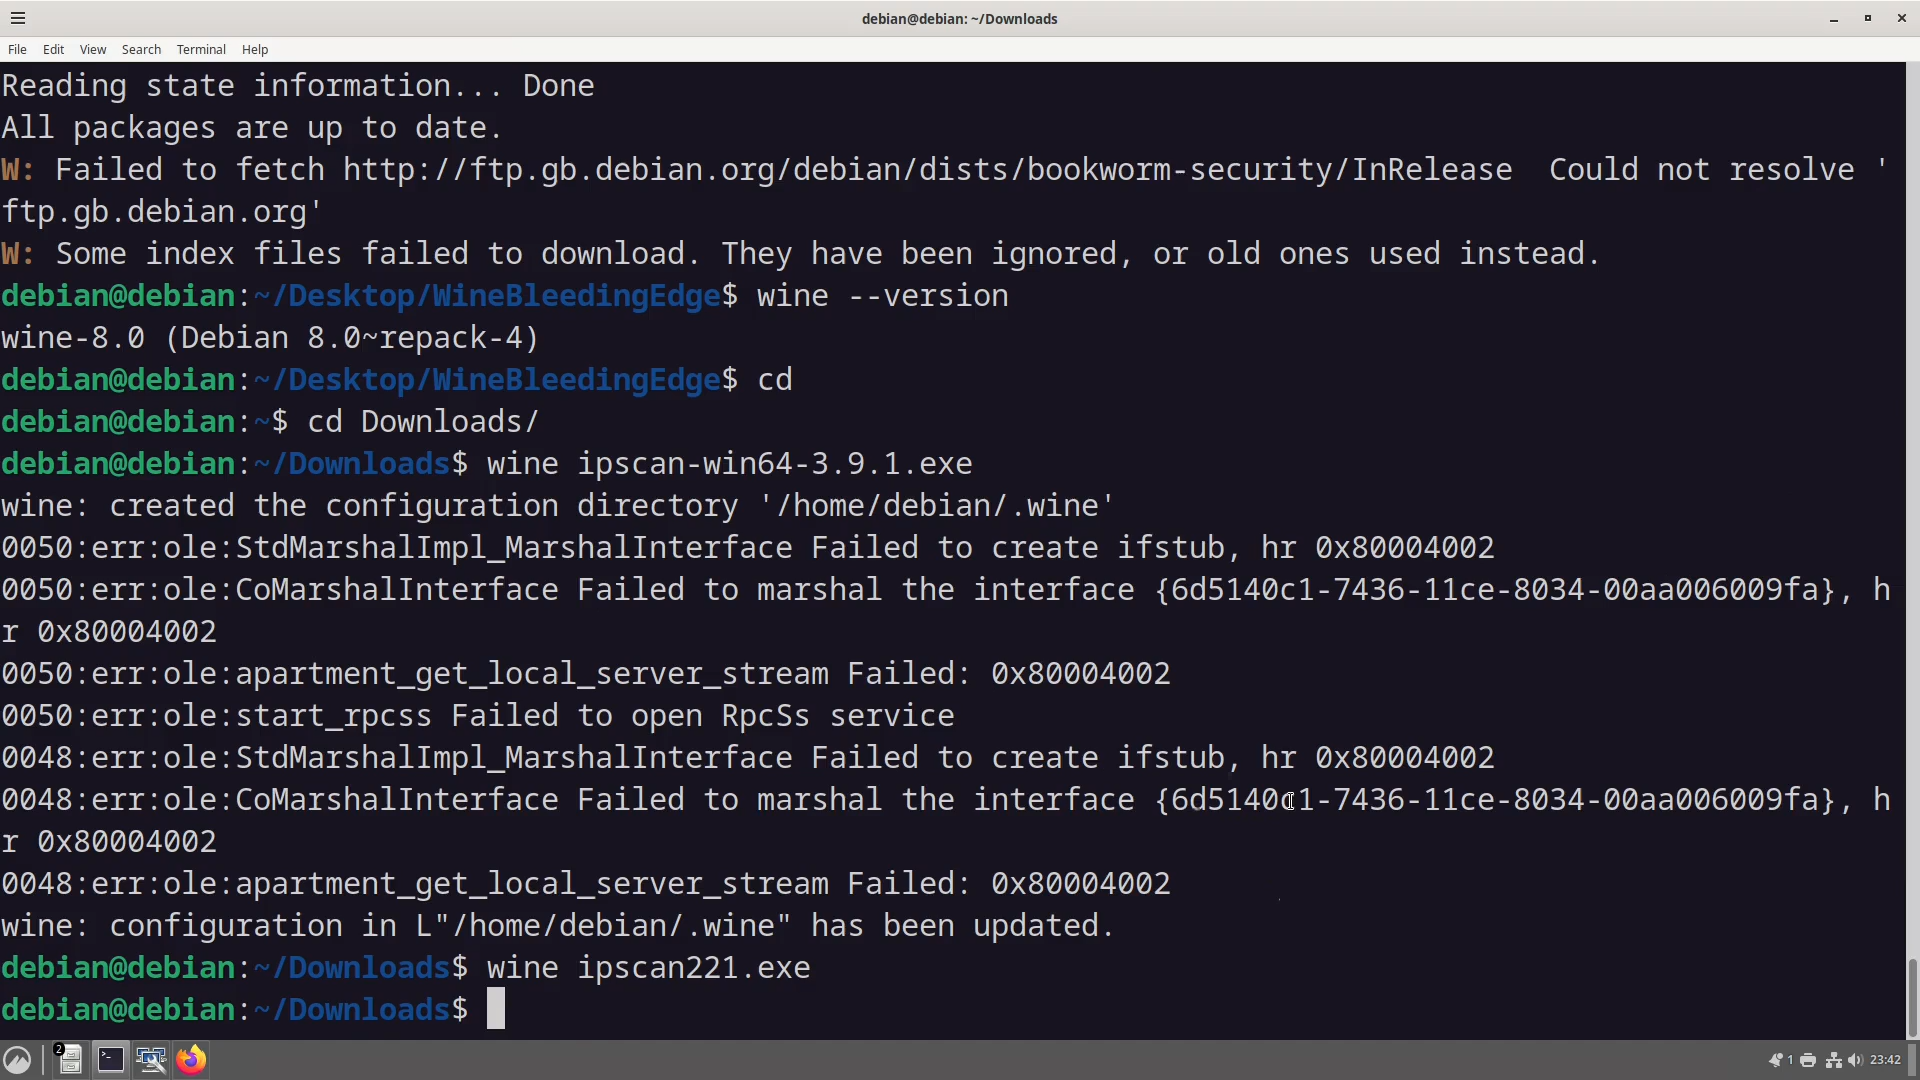 debian@debian: ~/Downloads
File Edit View Search Terminal Help
Reading state information... Done
All packages are up to date.
W: Failed to fetch http://ftp.gb.debian.org/debian/dists/bookworm-security/InRelease  Could not resolve '
ftp.gb.debian.org'
W: Some index files failed to download. They have been ignored, or old ones used instead.
debian@debian:~/Desktop/WineBleedingEdge$ wine --version
wine-8.0 (Debian 8.0~repack-4)
debian@debian:~/Desktop/WineBleedingEdge$ cd
debian@debian:~$ cd Downloads/
debian@debian:~/Downloads$ wine ipscan-win64-3.9.1.exe
wine: created the configuration directory '/home/debian/.wine'
0050:err:ole:StdMarshalImpl_MarshalInterface Failed to create ifstub, hr 0x80004002
0050:err:ole:CoMarshalInterface Failed to marshal the interface {6d5140c1-7436-11ce-8034-00aa006009fa}, h
r 0x80004002
0050:err:ole:apartment_get_local_server_stream Failed: 0x80004002
0050:err:ole:start_rpcss Failed to open RpcSs service
0048:err:ole:StdMarshalImpl_MarshalInterface Failed to create ifstub, hr 0x80004002
0048:err:ole:CoMarshalInterface Failed to marshal the interface {6d5140c1-7436-11ce-8034-00aa006009fa}, h
r 0x80004002
0048:err:ole:apartment_get_local_server_stream Failed: 0x80004002
wine: configuration in L"/home/debian/.wine" has been updated.
debian@debian:~/Downloads$ wine ipscan221.exe
debian@debian:~/Downloads$
2 1 23:42